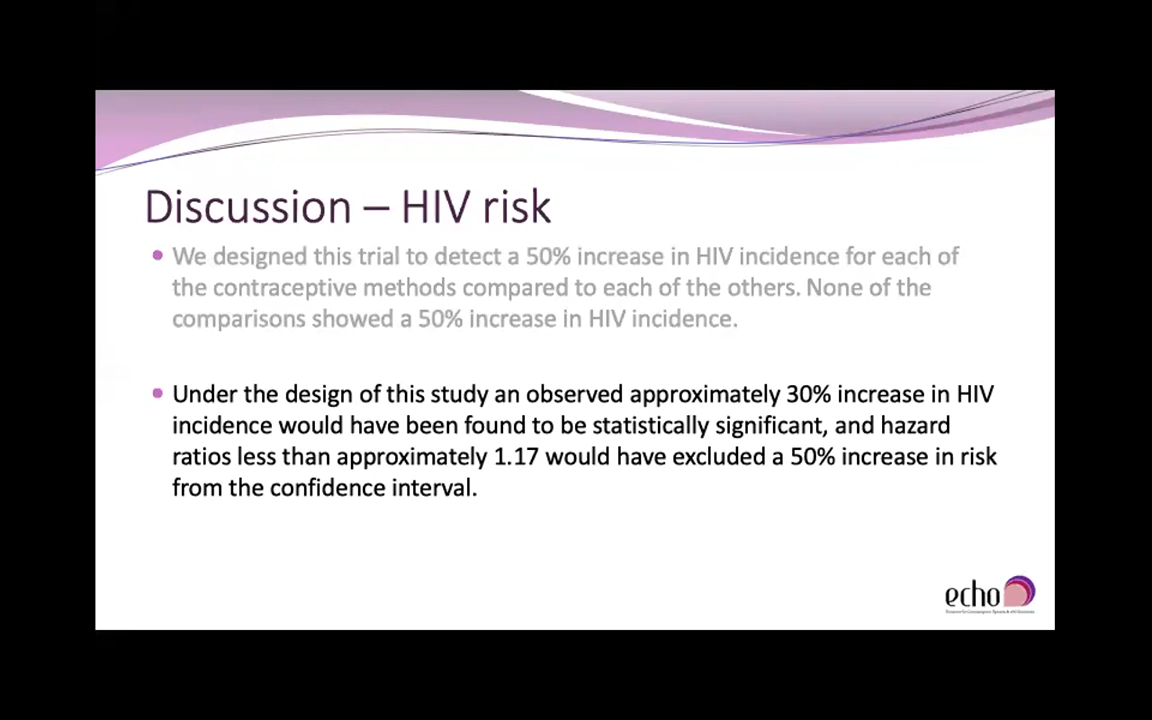 Discussion – HIV risk
• We designed this trial to detect a 50% increase in HIV incidence for each of
the contraceptive methods compared to each of the others. None of the
comparisons showed a 50% increase in HIV incidence.
• Under the design of this study an observed approximately 30% increase in HIV
incidence would have been found to be statistically significant, and hazard
ratios less than approximately 1.17 would have excluded a 50% increase in risk
from the confidence interval.
echo